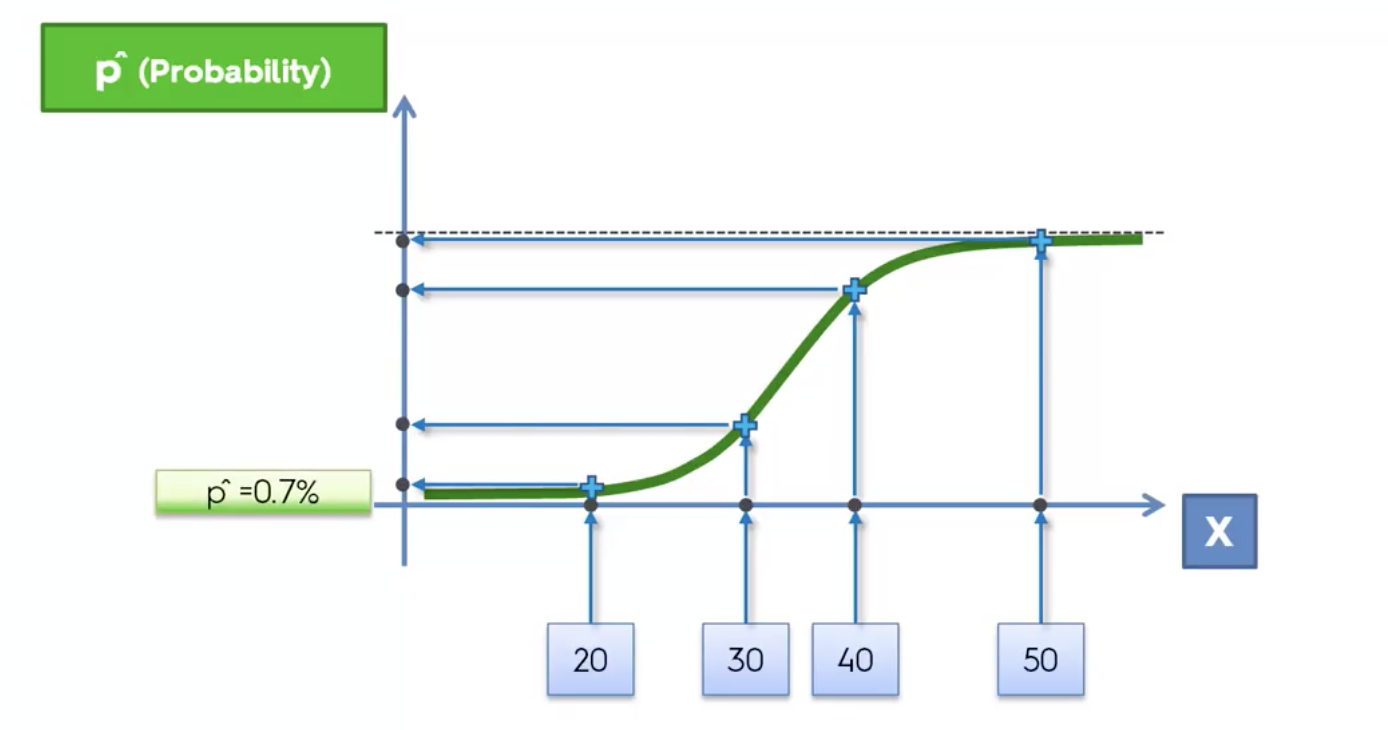 p̂ (Probability)
p̂ =0.7%
X
20
30
40
50